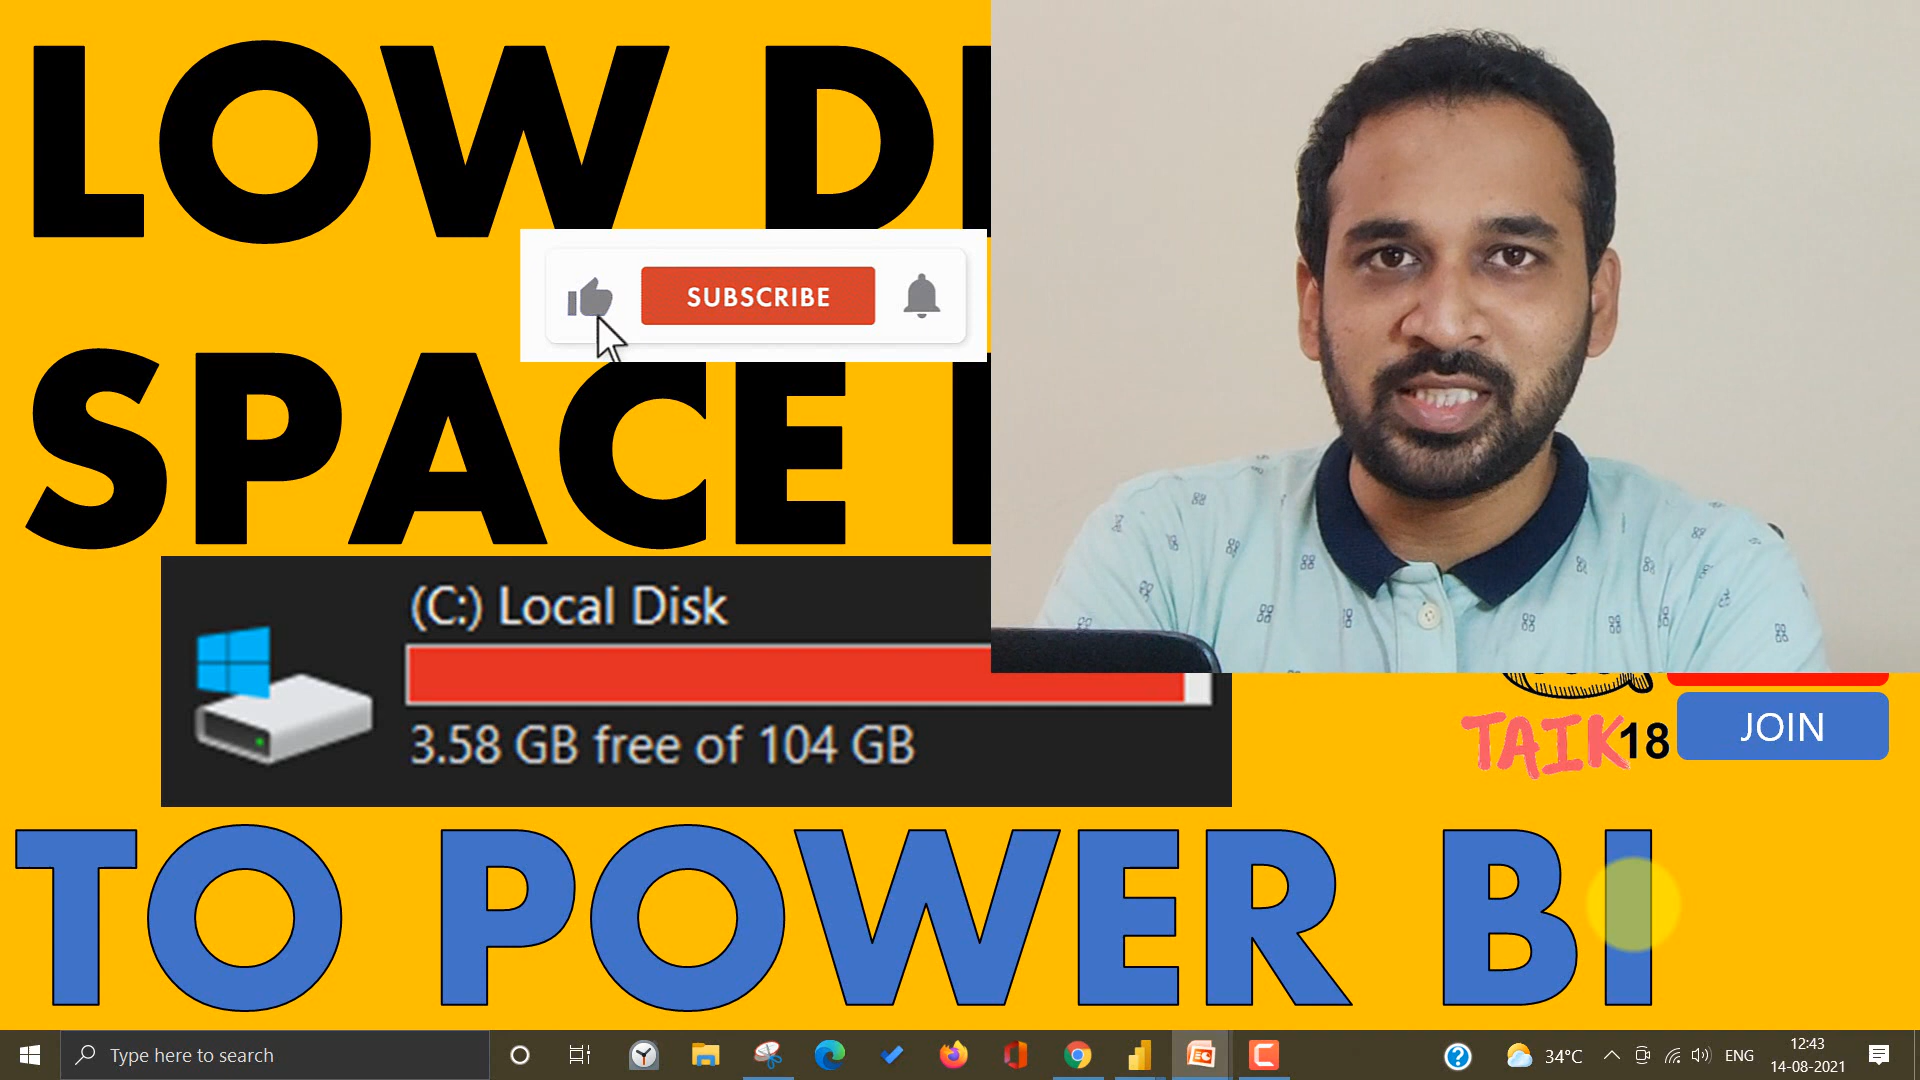 LOW
SUBSCRIBE
SPACE
(C:) Local Disk
3.58 GB free of 104 GB
TAIK18
JOIN
TO POWER BI
Type here to search
34°C
ENG
12:43
14-08-2021